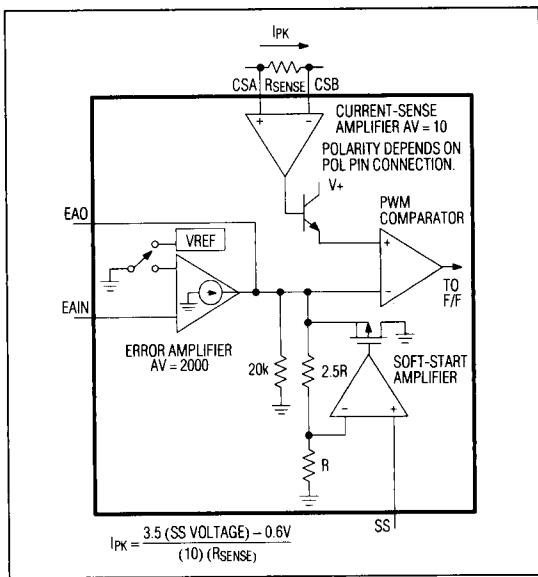 IPK
CSA RSENSE CSB
CURRENT-SENSE
AMPLIFIER AV = 10
POLARITY DEPENDS ON
POL PIN CONNECTION.
+ −
V+
PWM
COMPARATOR
EAO
VREF
+
−
TO
F/F
EAIN
ERROR AMPLIFIER
AV = 2000
20k
2.5R
SOFT-START
AMPLIFIER
− +
R
SS
IPK = 3.5 (SS VOLTAGE) – 0.6V
(10) (RSENSE)